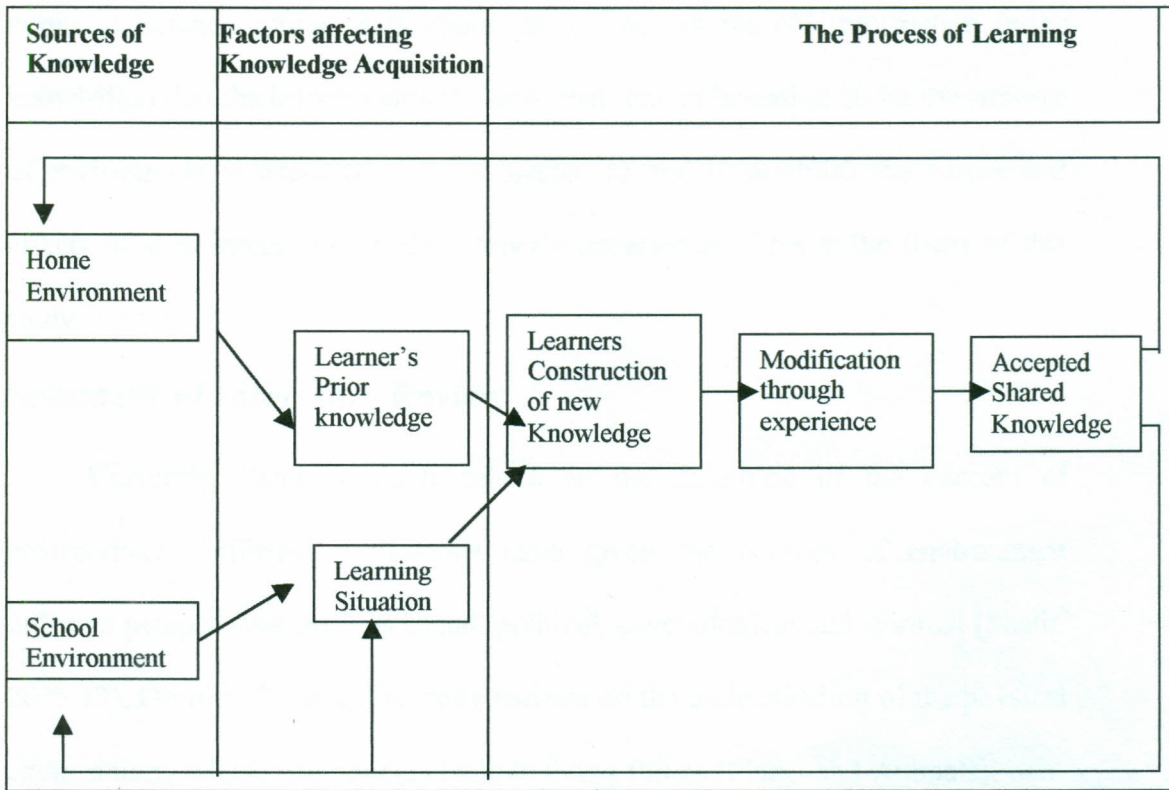 Sources of
Knowledge
Factors affecting
Knowledge Acquisition
The Process of Learning
Home
Environment
Learner's
Prior
knowledge
Learners
Construction
of new
Knowledge
Modification
through
experience
Accepted
Shared
Knowledge
Learning
Situation
School
Environment